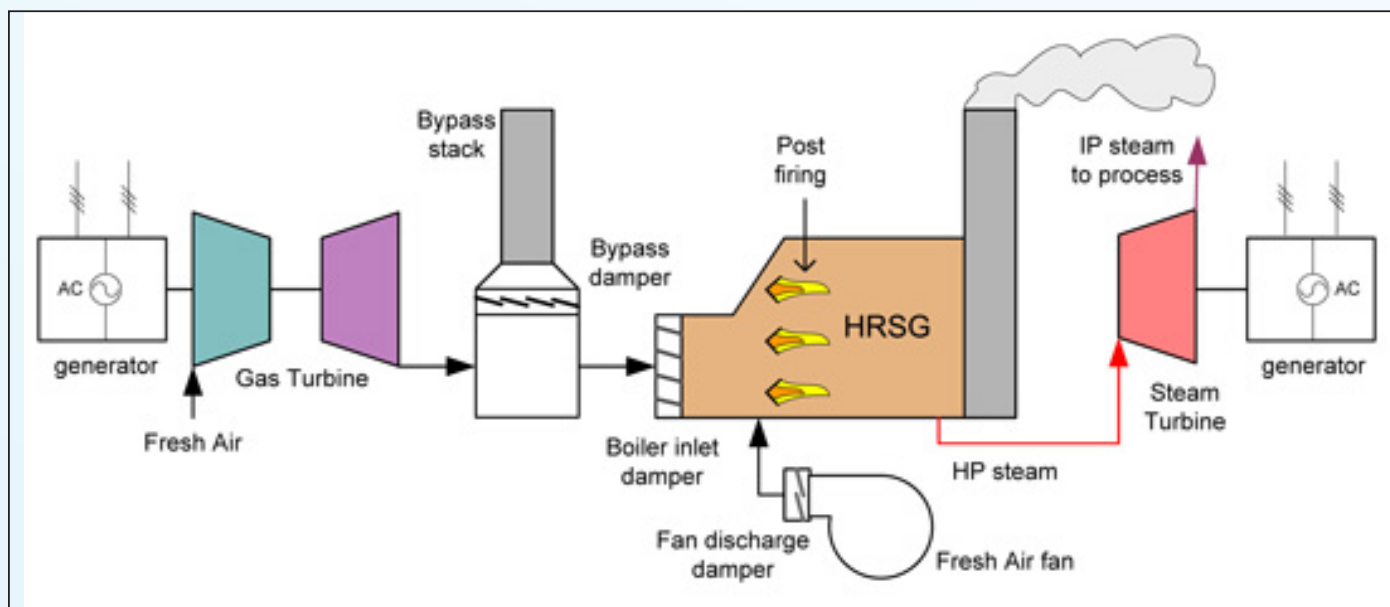 Bypass
stack
Post
firing
IP steam
to process
Bypass
damper
AC
AC
HRSG
generator
Gas Turbine
generator
Steam
Turbine
Fresh Air
Boiler inlet
damper
HP steam
Fan discharge
damper
Fresh Air fan